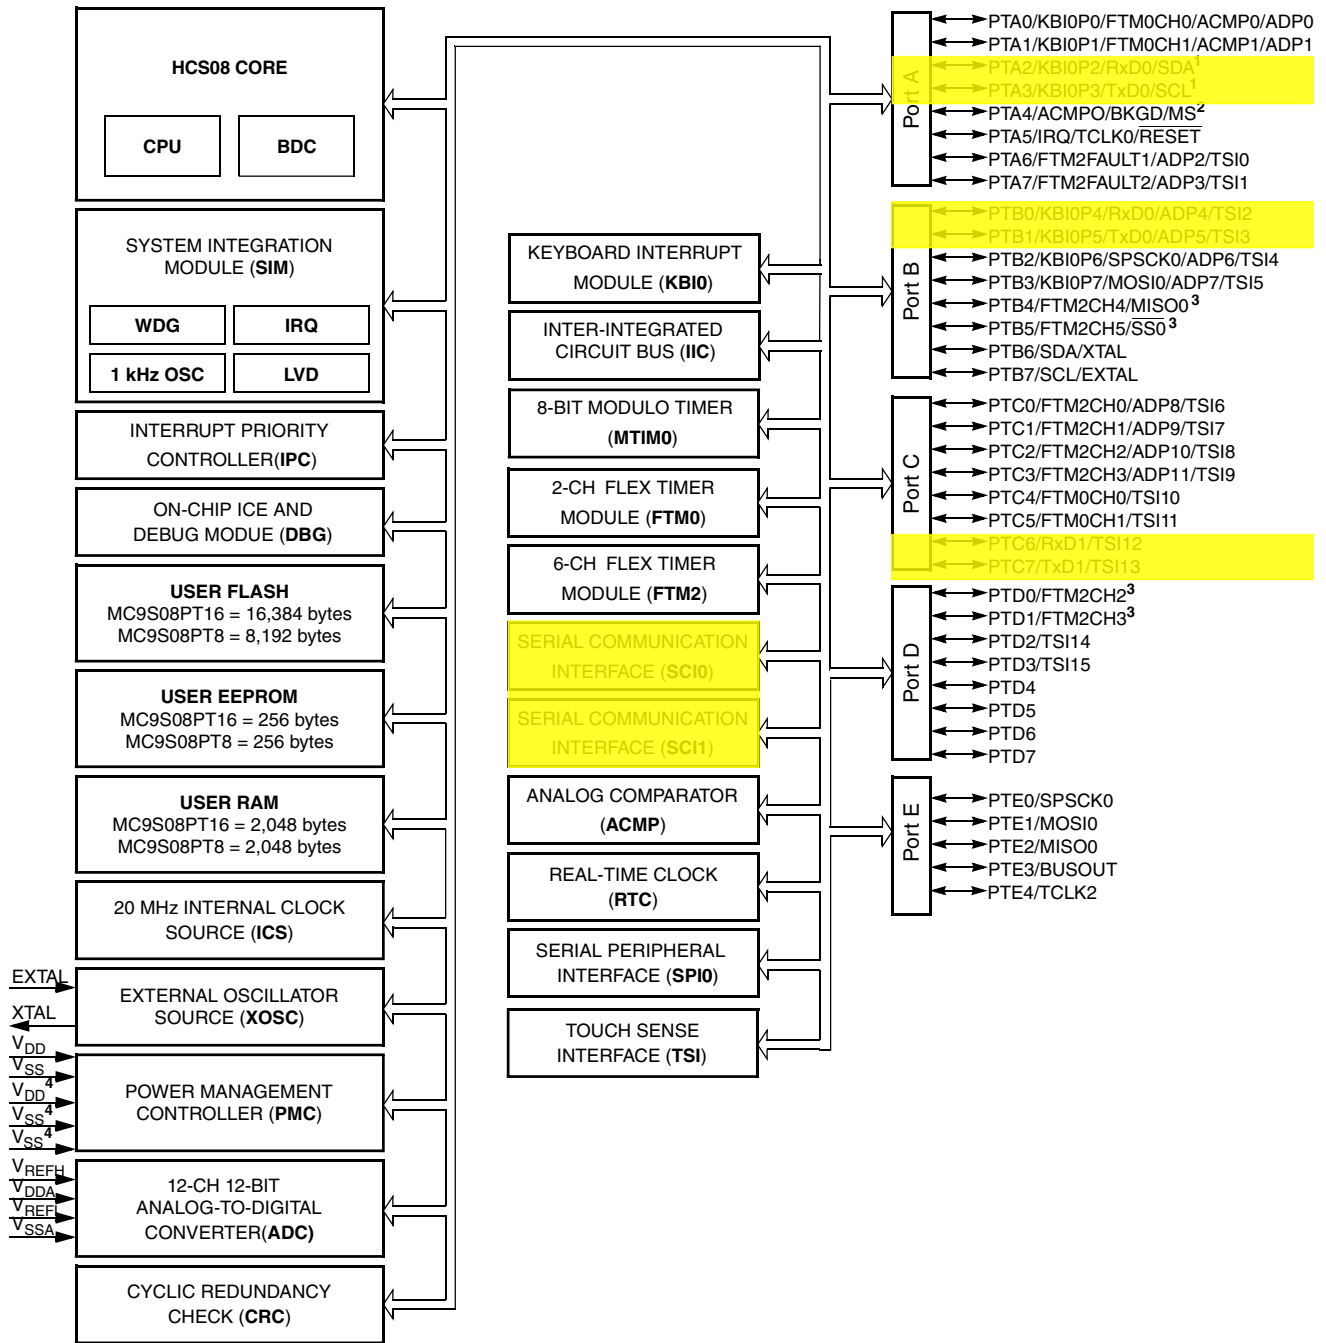 HCS08 CORE
CPU
BDC
SYSTEM INTEGRATION
MODULE (SIM)
WDG
IRQ
1 kHz OSC
LVD
INTERRUPT PRIORITY
CONTROLLER(IPC)
ON-CHIP ICE AND
DEBUG MODUE (DBG)
USER FLASH
MC9S08PT16 = 16,384 bytes
MC9S08PT8 = 8,192 bytes
USER EEPROM
MC9S08PT16 = 256 bytes
MC9S08PT8 = 256 bytes
USER RAM
MC9S08PT16 = 2,048 bytes
MC9S08PT8 = 2,048 bytes
20 MHz INTERNAL CLOCK
SOURCE (ICS)
EXTAL
XTAL
EXTERNAL OSCILLATOR
SOURCE (XOSC)
VDD
VSS
VDD4
VSS4
VSS4
POWER MANAGEMENT
CONTROLLER (PMC)
VREFH
VDDA
VREFL
VSSA
12-CH 12-BIT
ANALOG-TO-DIGITAL
CONVERTER(ADC)
CYCLIC REDUNDANCY
CHECK (CRC)
KEYBOARD INTERRUPT
MODULE (KBI0)
INTER-INTEGRATED
CIRCUIT BUS (IIC)
8-BIT MODULO TIMER
(MTIM0)
2-CH FLEX TIMER
MODULE (FTM0)
6-CH FLEX TIMER
MODULE (FTM2)
SERIAL COMMUNICATION
INTERFACE (SCI0)
SERIAL COMMUNICATION
INTERFACE (SCI1)
ANALOG COMPARATOR
(ACMP)
REAL-TIME CLOCK
(RTC)
SERIAL PERIPHERAL
INTERFACE (SPI0)
TOUCH SENSE
INTERFACE (TSI)
Port A
PTA0/KBI0P0/FTM0CH0/ACMP0/ADP0
PTA1/KBI0P1/FTM0CH1/ACMP1/ADP1
PTA2/KBI0P2/RxD0/SDA1
PTA3/KBI0P3/TxD0/SCL1
PTA4/ACMPO/BKGD/MS2
PTA5/IRQ/TCLK0/RESET
PTA6/FTM2FAULT1/ADP2/TSI0
PTA7/FTM2FAULT2/ADP3/TSI1
Port B
PTB0/KBI0P4/RxD0/ADP4/TSI2
PTB1/KBI0P5/TxD0/ADP5/TSI3
PTB2/KBI0P6/SPSCK0/ADP6/TSI4
PTB3/KBI0P7/MOSI0/ADP7/TSI5
PTB4/FTM2CH4/MISO0 3
PTB5/FTM2CH5/SS0 3
PTB6/SDA/XTAL
PTB7/SCL/EXTAL
Port C
PTC0/FTM2CH0/ADP8/TSI6
PTC1/FTM2CH1/ADP9/TSI7
PTC2/FTM2CH2/ADP10/TSI8
PTC3/FTM2CH3/ADP11/TSI9
PTC4/FTM0CH0/TSI10
PTC5/FTM0CH1/TSI11
PTC6/RxD1/TSI12
PTC7/TxD1/TSI13
Port D
PTD0/FTM2CH2 3
PTD1/FTM2CH3 3
PTD2/TSI14
PTD3/TSI15
PTD4
PTD5
PTD6
PTD7
Port E
PTE0/SPSCK0
PTE1/MOSI0
PTE2/MISO0
PTE3/BUSOUT
PTE4/TCLK2